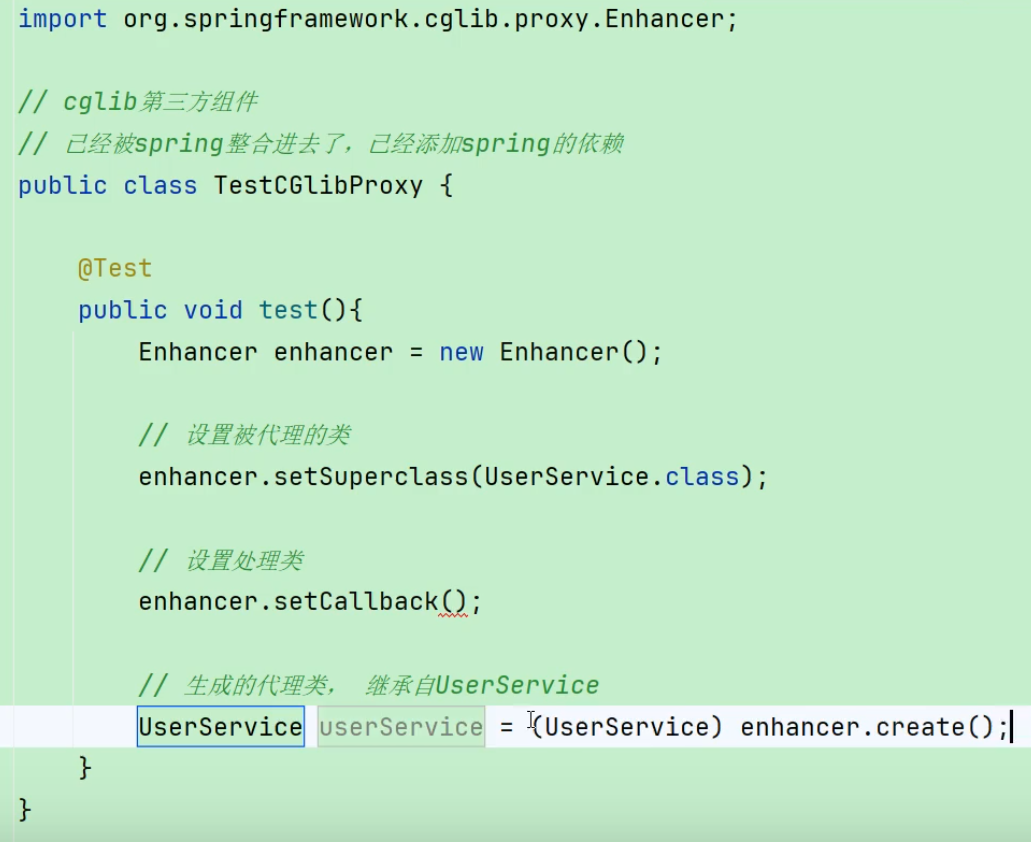 import org.springframework.cglib.proxy.Enhancer;
// cglib第三方组件
// 已经被spring整合进去了，已经添加spring的依赖
public class TestCGlibProxy {
@Test
public void test(){
Enhancer enhancer = new Enhancer();
// 设置被代理的类
enhancer.setSuperclass(UserService.class);
// 设置处理类
enhancer.setCallback();
// 生成的代理类， 继承自UserService
UserService userService = (UserService) enhancer.create();
}
}